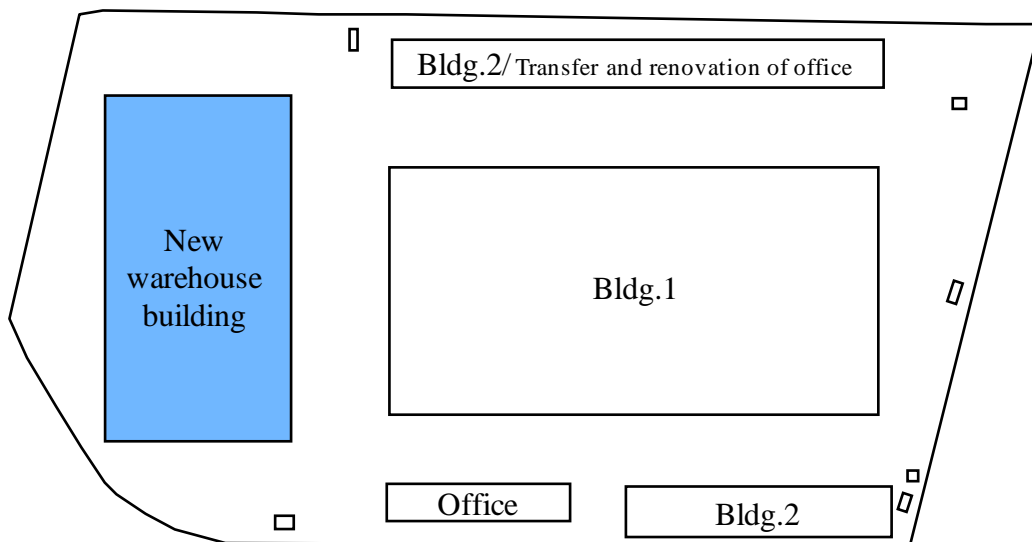 Bldg.2/ Transfer and renovation of office
New
warehouse
building
Bldg.1
Office
Bldg.2